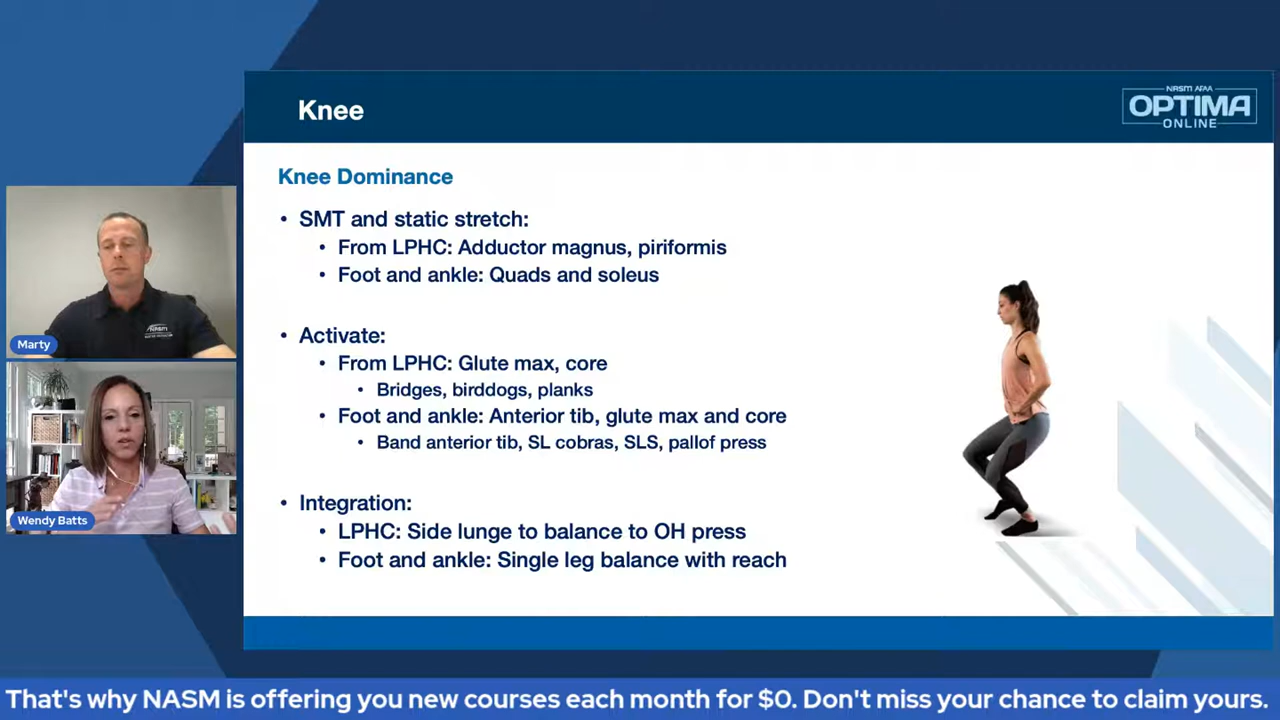 Knee
NASM AFAA
OPTIMA
ONLINE
Knee Dominance
• SMT and static stretch:
• From LPHC: Adductor magnus, piriformis
• Foot and ankle: Quads and soleus
• Activate:
• From LPHC: Glute max, core
• Bridges, birddogs, planks
• Foot and ankle: Anterior tib, glute max and core
• Band anterior tib, SL cobras, SLS, pallof press
• Integration:
• LPHC: Side lunge to balance to OH press
• Foot and ankle: Single leg balance with reach
NASM
Marty
Wendy Batts
That's why NASM is offering you new courses each month for $0. Don't miss your chance to claim yours.